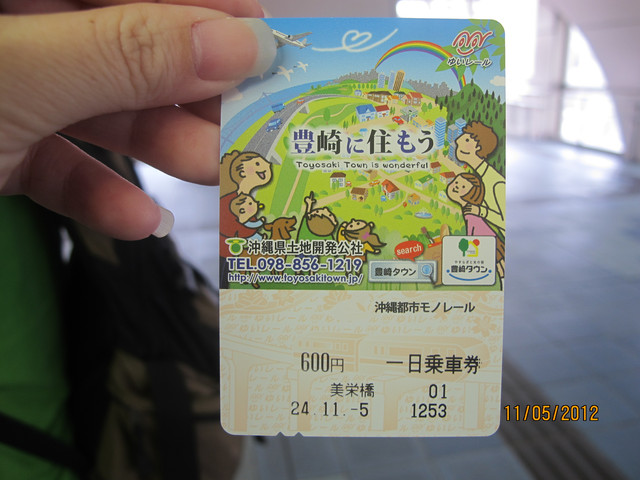 ゆいレール
豊崎に住もう
Toyosaki Town is wonderful
沖縄県土地開発公社
TEL.098-856-1219
http://www.toyosakitown.jp/
search
豊崎タウン
豊崎タウン
沖縄都市モノレール
600円 一日乗車券
美栄橋 01
24.11.-5 1253
11/05/2012